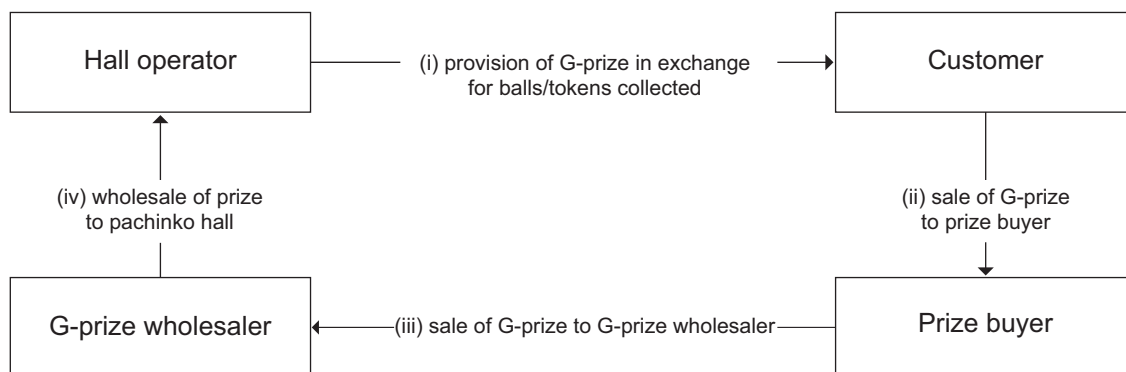 Hall operator
(i) provision of G-prize in exchange
for balls/tokens collected
Customer
(iv) wholesale of prize
to pachinko hall
(ii) sale of G-prize
to prize buyer
G-prize wholesaler
(iii) sale of G-prize to G-prize wholesaler
Prize buyer